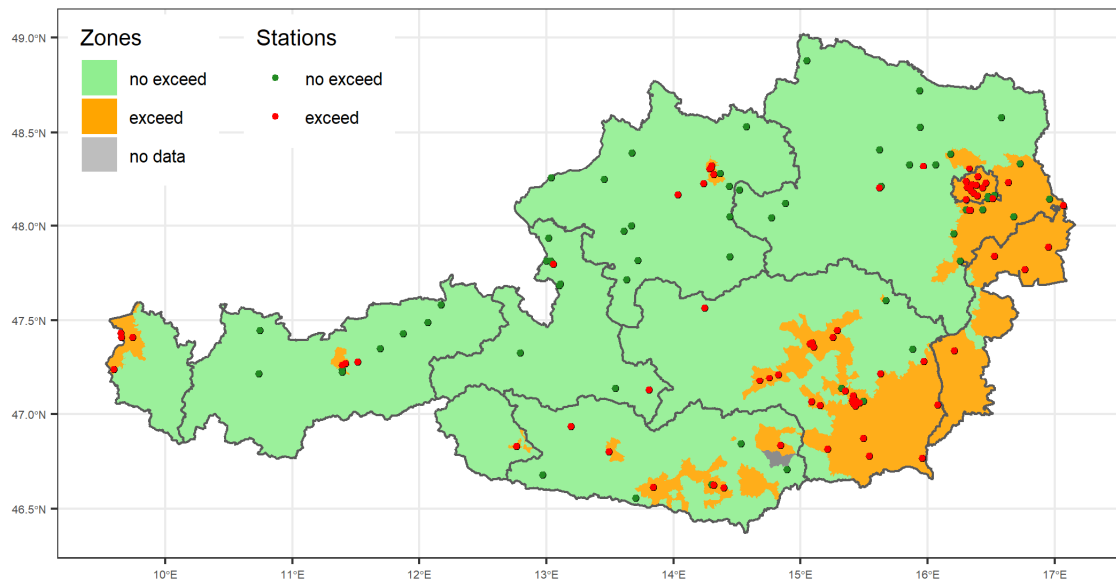 Zones
no exceed
exceed
no data
Stations
no exceed
exceed
49.0°N
48.5°N
48.0°N
47.5°N
47.0°N
46.5°N
10°E 11°E 12°E 13°E 14°E 15°E 16°E 17°E